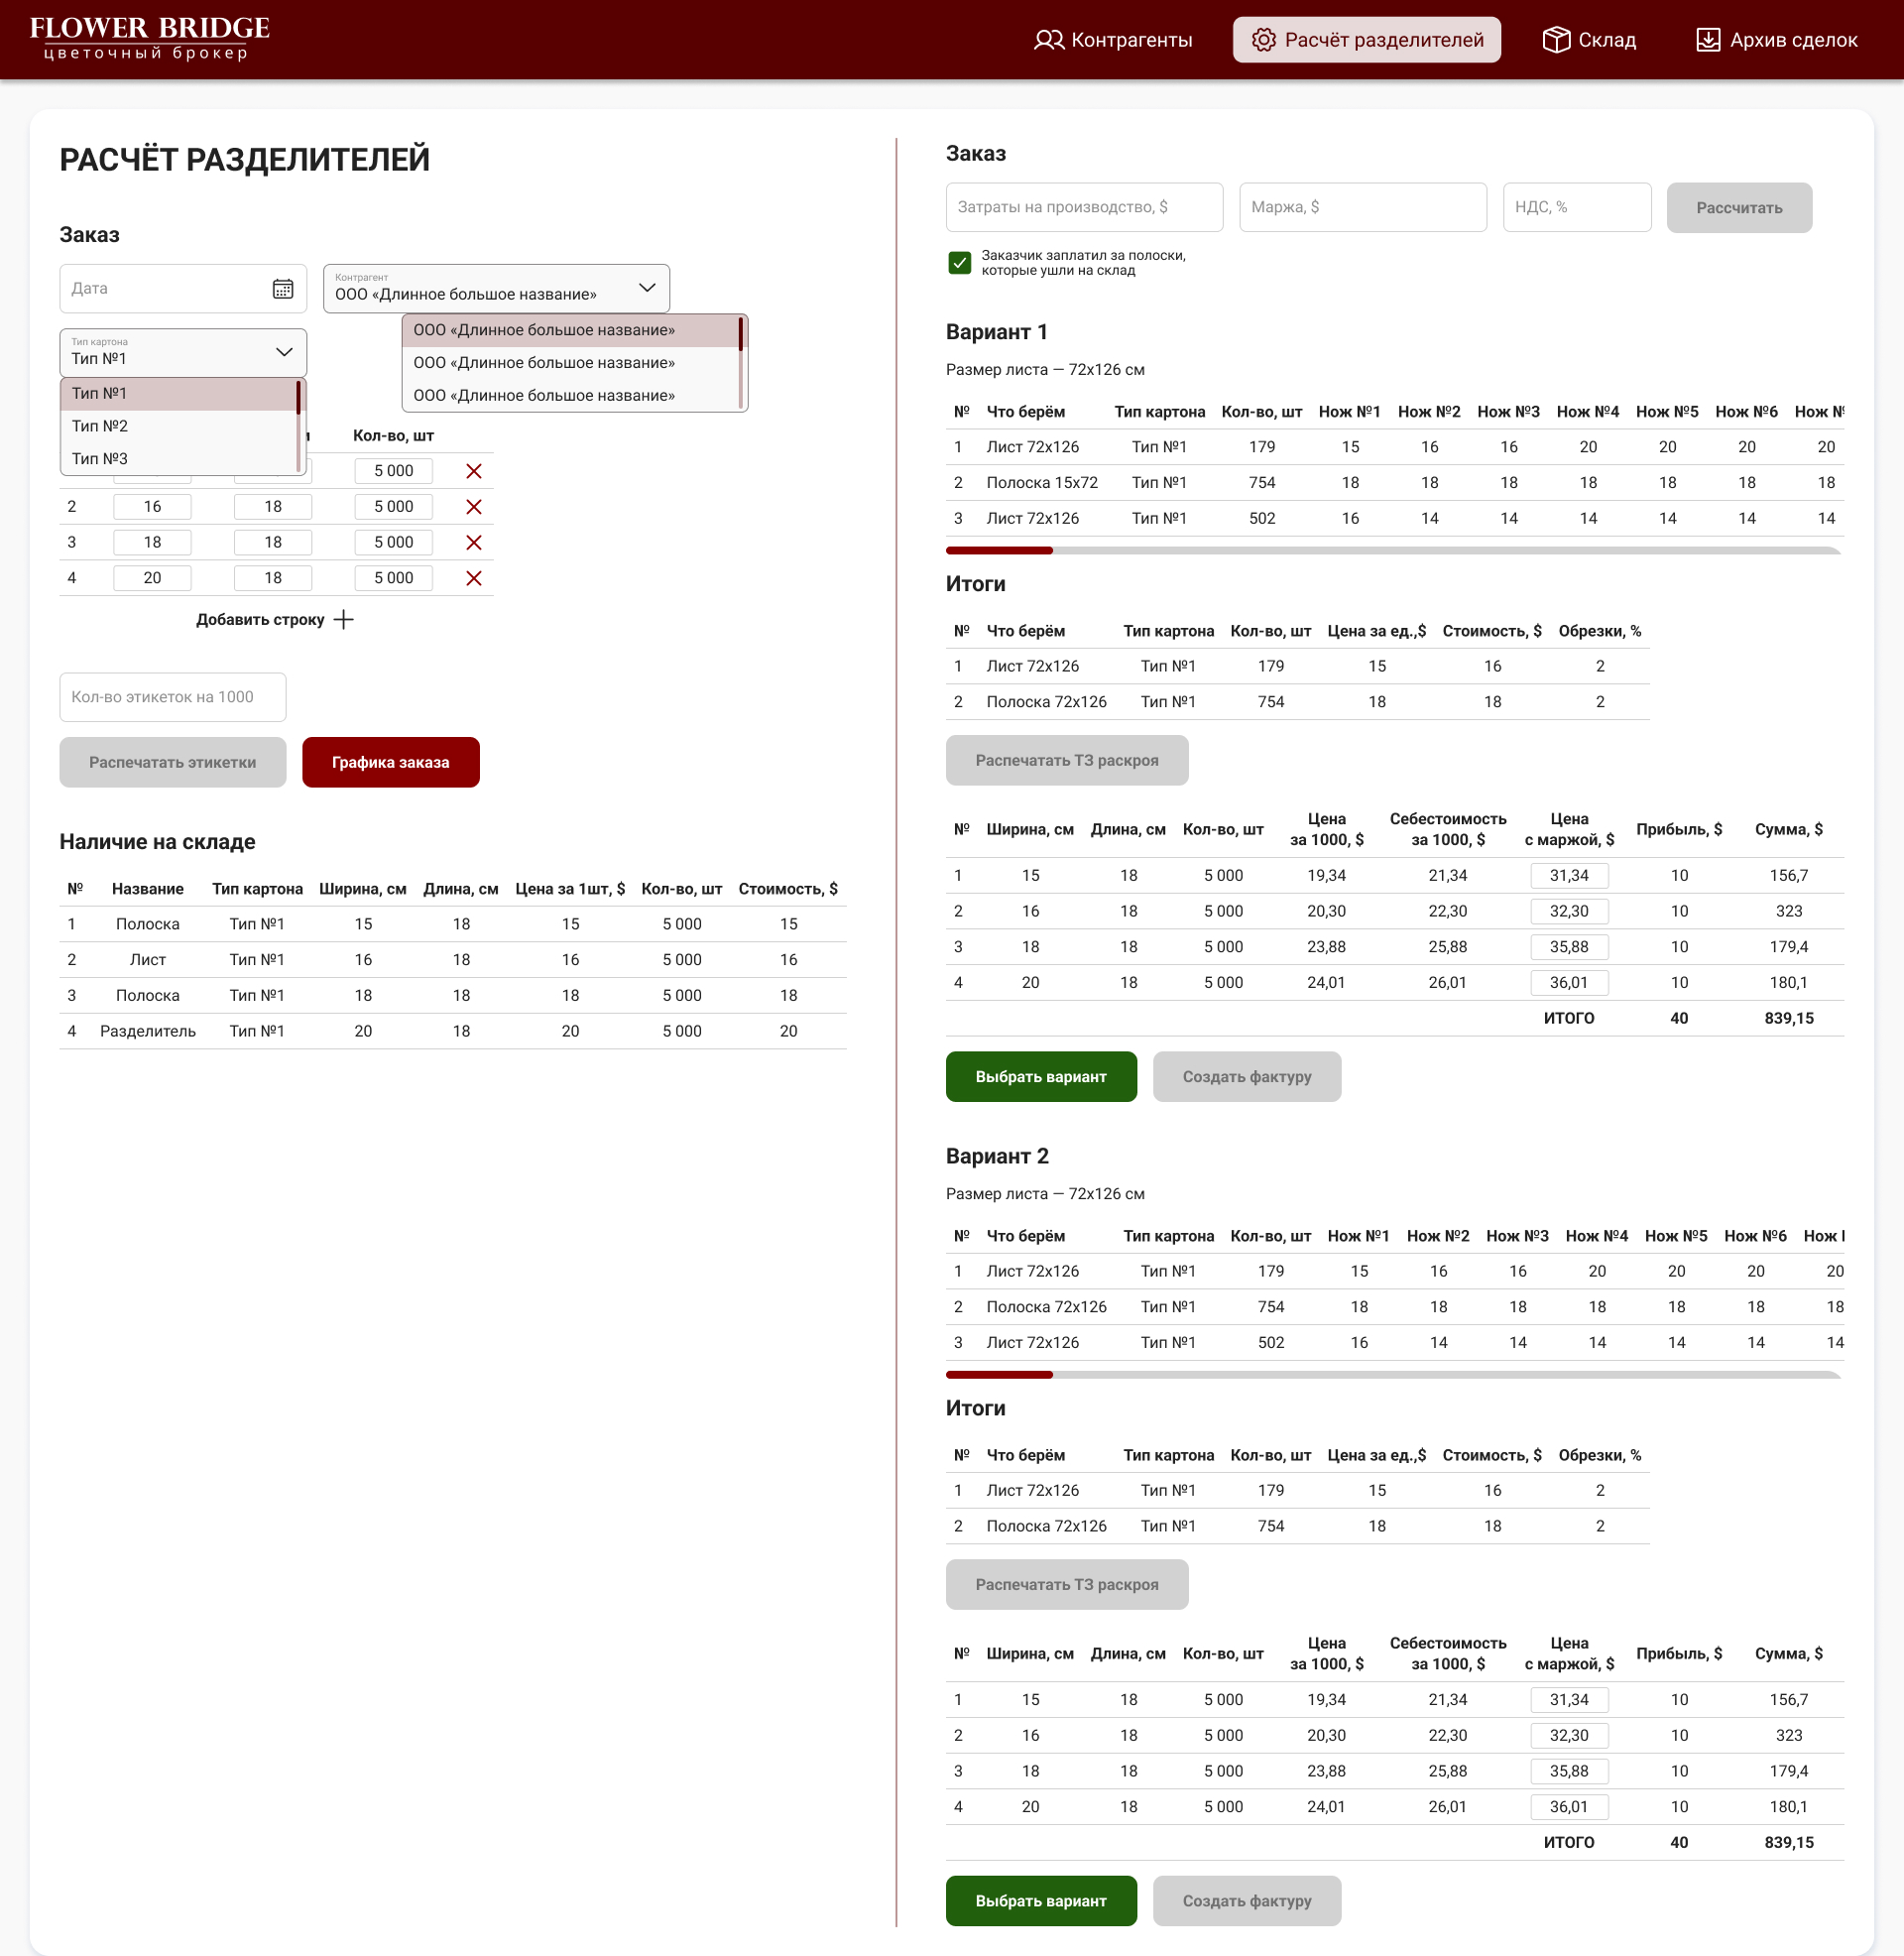 FLOWER BRIDGE
цветочный брокер
Контрагенты
Расчёт разделителей
Склад
Архив сделок
РАСЧЁТ РАЗДЕЛИТЕЛЕЙ
Заказ
Дата
Контрагент
ООО «Длинное большое название»
ООО «Длинное большое название»
ООО «Длинное большое название»
ООО «Длинное большое название»
Тип картона
Тип №1
Тип №1
Тип №2
Тип №3
Кол-во, шт
5 000
2 16 18 5 000
3 18 18 5 000
4 20 18 5 000
Добавить строку
Кол-во этикеток на 1000
Распечатать этикетки
Графика заказа
Наличие на складе
№ Название Тип картона Ширина, см Длина, см Цена за 1шт, $ Кол-во, шт Стоимость, $
1 Полоска Тип №1 15 18 15 5 000 15
2 Лист Тип №1 16 18 16 5 000 16
3 Полоска Тип №1 18 18 18 5 000 18
4 Разделитель Тип №1 20 18 20 5 000 20
Заказ
Затраты на производство, $
Маржа, $
НДС, %
Рассчитать
Заказчик заплатил за полоски,
которые ушли на склад
Вариант 1
Размер листа — 72x126 см
№ Что берём Тип картона Кол-во, шт Нож №1 Нож №2 Нож №3 Нож №4 Нож №5 Нож №6 Нож №
1 Лист 72x126 Тип №1 179 15 16 16 20 20 20 20
2 Полоска 15x72 Тип №1 754 18 18 18 18 18 18 18
3 Лист 72x126 Тип №1 502 16 14 14 14 14 14 14
Итоги
№ Что берём Тип картона Кол-во, шт Цена за ед.,$ Стоимость, $ Обрезки, %
1 Лист 72x126 Тип №1 179 15 16 2
2 Полоска 72x126 Тип №1 754 18 18 2
Распечатать ТЗ раскроя
№ Ширина, см Длина, см Кол-во, шт Цена за 1000, $ Себестоимость за 1000, $ Цена с маржой, $ Прибыль, $ Сумма, $
1 15 18 5 000 19,34 21,34 31,34 10 156,7
2 16 18 5 000 20,30 22,30 32,30 10 323
3 18 18 5 000 23,88 25,88 35,88 10 179,4
4 20 18 5 000 24,01 26,01 36,01 10 180,1
ИТОГО 40 839,15
Выбрать вариант
Создать фактуру
Вариант 2
Размер листа — 72x126 см
№ Что берём Тип картона Кол-во, шт Нож №1 Нож №2 Нож №3 Нож №4 Нож №5 Нож №6 Нож
1 Лист 72x126 Тип №1 179 15 16 16 20 20 20 20
2 Полоска 72x126 Тип №1 754 18 18 18 18 18 18 18
3 Лист 72x126 Тип №1 502 16 14 14 14 14 14 14
Итоги
№ Что берём Тип картона Кол-во, шт Цена за ед.,$ Стоимость, $ Обрезки, %
1 Лист 72x126 Тип №1 179 15 16 2
2 Полоска 72x126 Тип №1 754 18 18 2
Распечатать ТЗ раскроя
№ Ширина, см Длина, см Кол-во, шт Цена за 1000, $ Себестоимость за 1000, $ Цена с маржой, $ Прибыль, $ Сумма, $
1 15 18 5 000 19,34 21,34 31,34 10 156,7
2 16 18 5 000 20,30 22,30 32,30 10 323
3 18 18 5 000 23,88 25,88 35,88 10 179,4
4 20 18 5 000 24,01 26,01 36,01 10 180,1
ИТОГО 40 839,15
Выбрать вариант
Создать фактуру